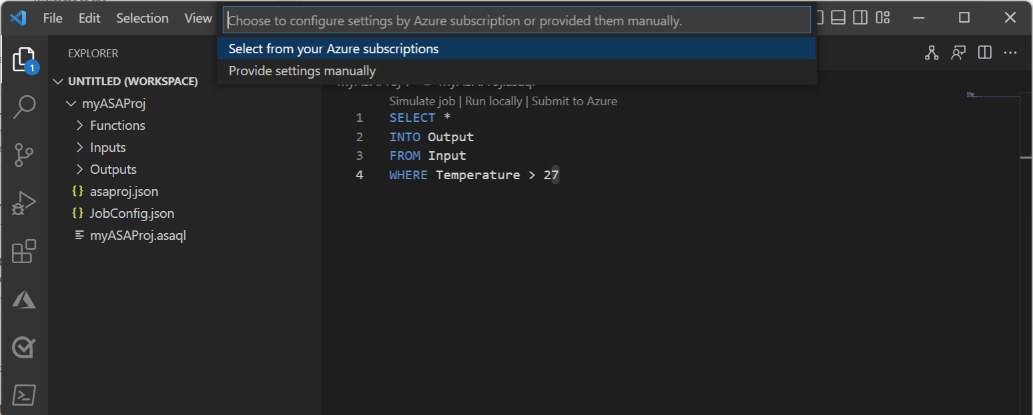 File Edit Selection View
Choose to configure settings by Azure subscription or provided them manually.
Select from your Azure subscriptions
Provide settings manually
EXPLORER
1
UNTITLED (WORKSPACE)
myASAProj
Functions
Inputs
Outputs
{} asaproj.json
{} JobConfig.json
myASAProj.asaql
Simulate job | Run locally | Submit to Azure
1 SELECT *
2 INTO Output
3 FROM Input
4 WHERE Temperature > 27